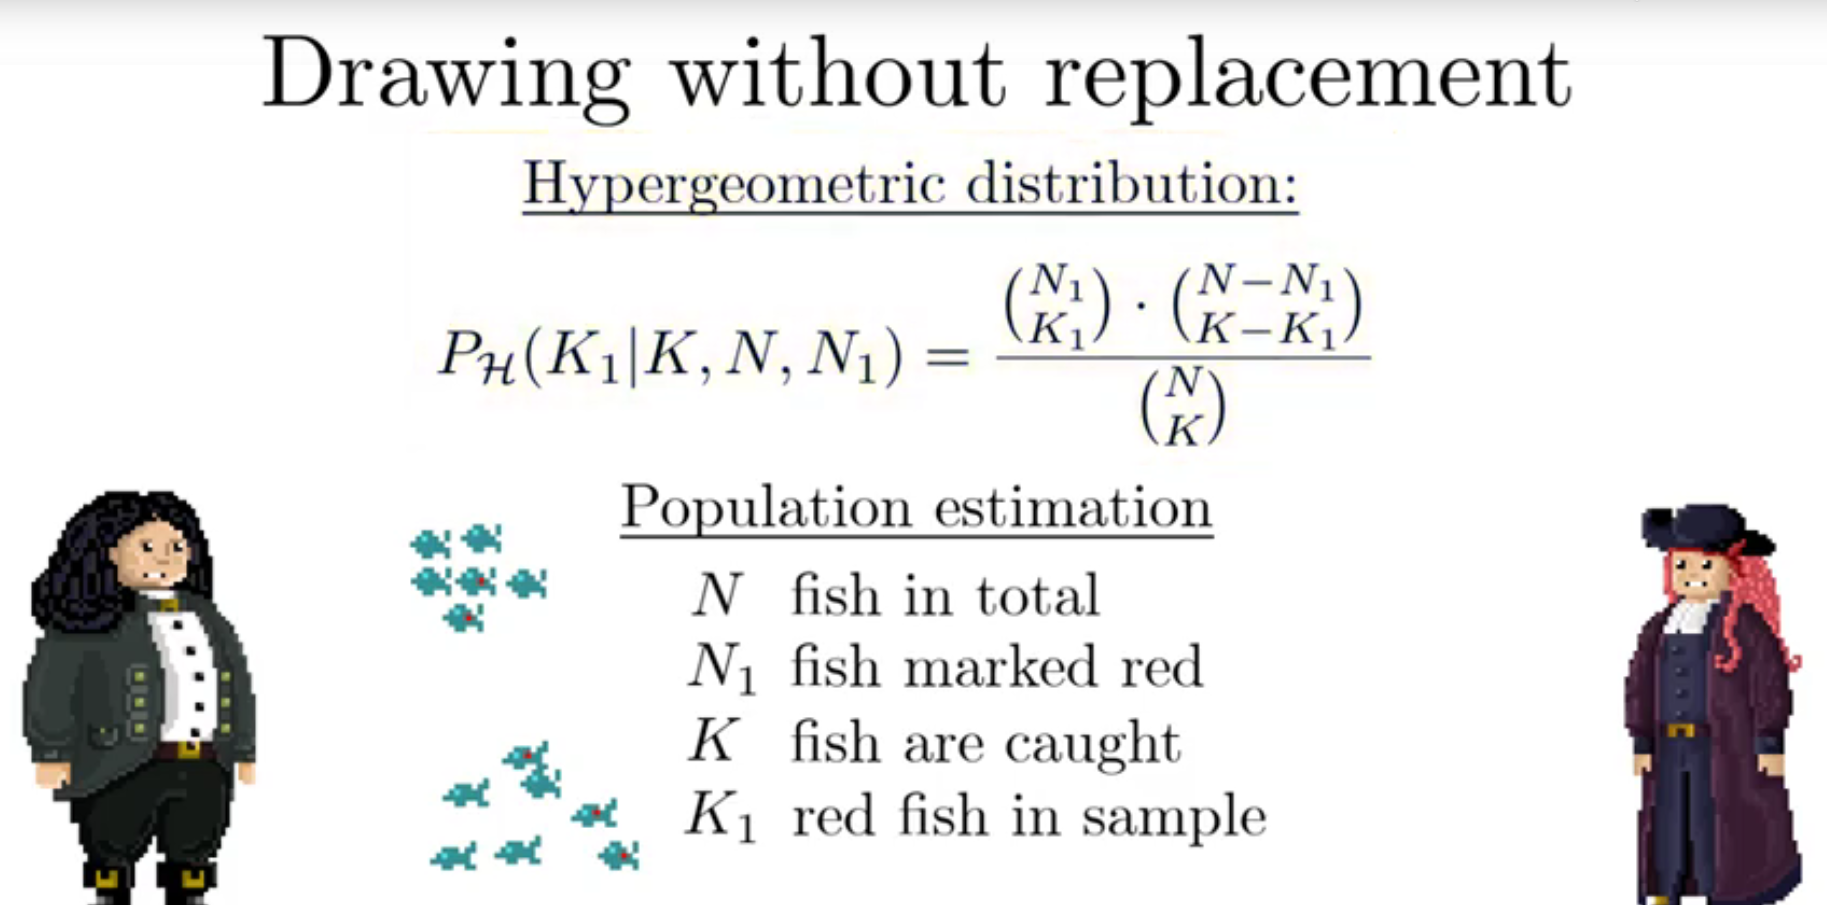 Drawing without replacement
Hypergeometric distribution:
$P_{\mathcal{H}}(K_1|K, N, N_1) = \frac{\binom{N_1}{K_1} \cdot \binom{N-N_1}{K-K_1}}{\binom{N}{K}}$
Population estimation
$N$ fish in total
$N_1$ fish marked red
$K$ fish are caught
$K_1$ red fish in sample